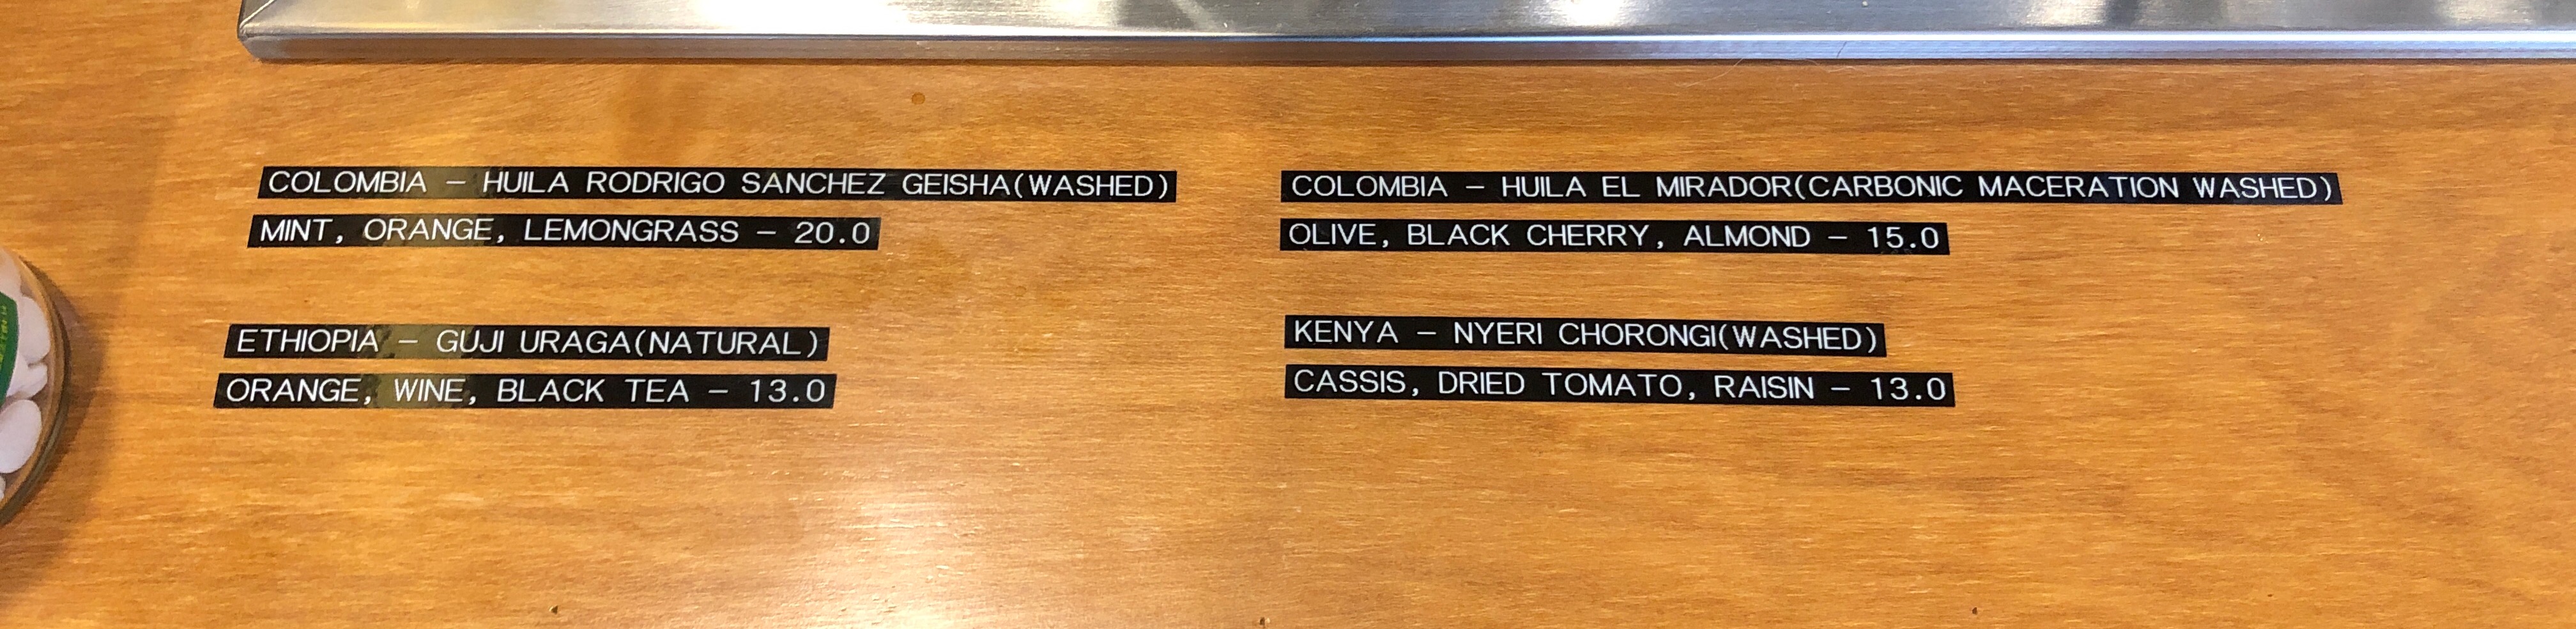 COLOMBIA – HUILA RODRIGO SANCHEZ GEISHA(WASHED)
MINT, ORANGE, LEMONGRASS – 20.0
COLOMBIA – HUILA EL MIRADOR(CARBONIC MACERATION WASHED)
OLIVE, BLACK CHERRY, ALMOND – 15.0
ETHIOPIA – GUJI URAGA(NATURAL)
ORANGE, WINE, BLACK TEA – 13.0
KENYA – NYERI CHORONGI(WASHED)
CASSIS, DRIED TOMATO, RAISIN – 13.0